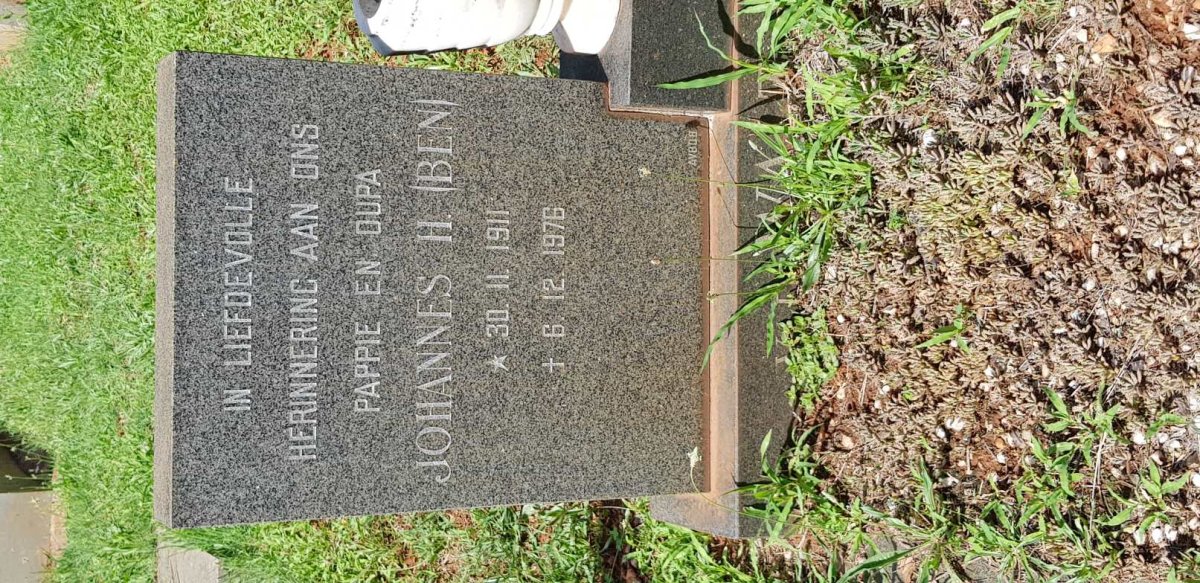 IN LIEFDEVOLLE
HERINNERING AAN ONS
PAPPIE EN OUPA
JOHANNES H. (BEN)
★ 30. 11. 1911
✝ 6. 12. 1976